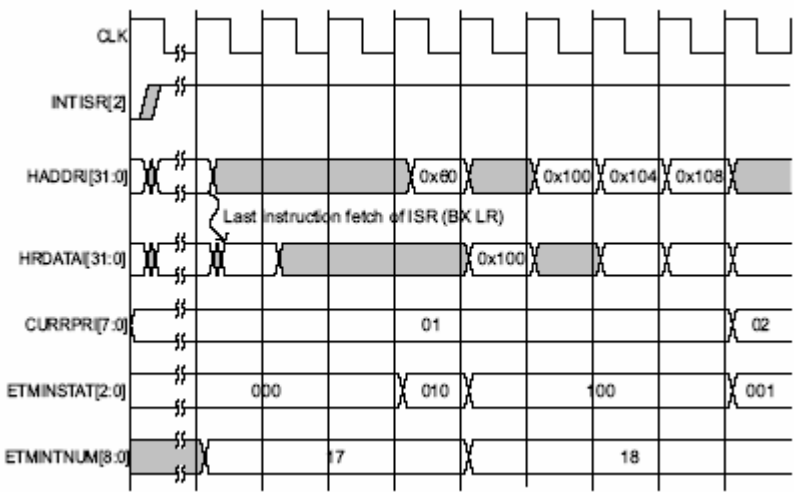 CLK
INTISR[2]
HADDRI[31:0] 0x60 0x100 0x104 0x108
Last instruction fetch of ISR (BX LR)
HRDATAI[31:0] 0x100
CURRPRI[7:0] 01 02
ETMINSTAT[2:0] 000 010 100 001
ETMINTNUM[8:0] 17 18